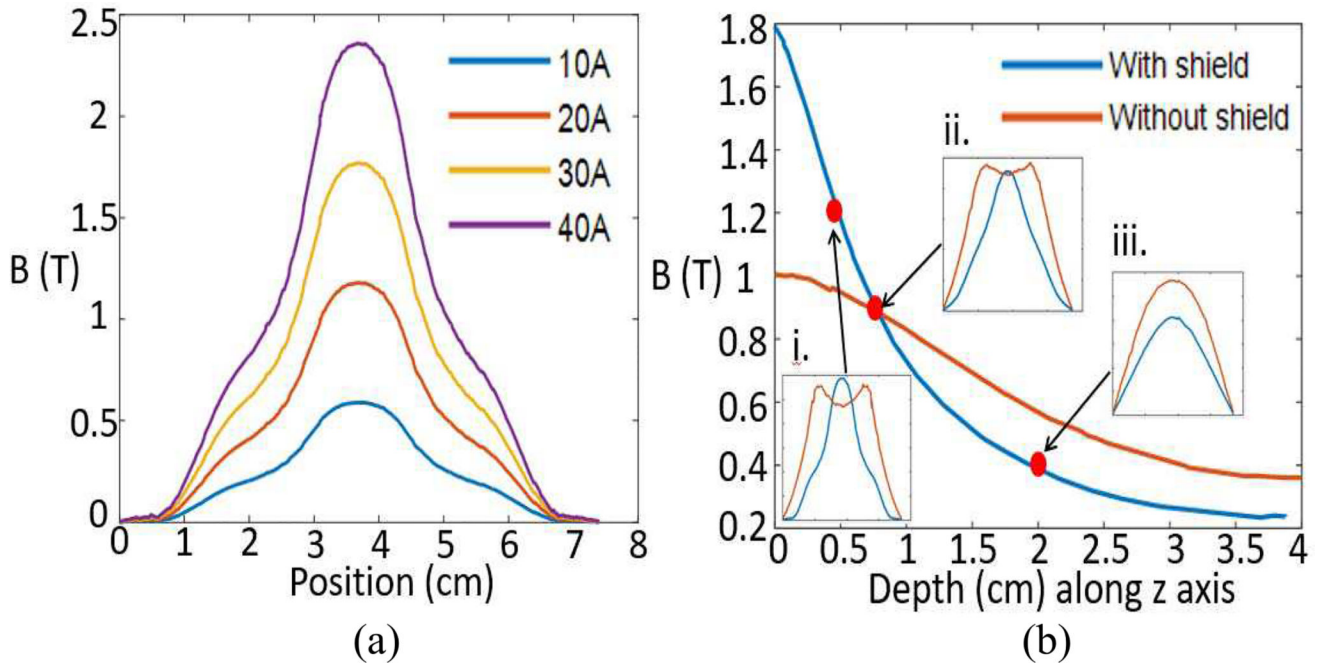 2.5
2
1.5
B (T)
1
0.5
0
0 1 2 3 4 5 6 7 8
Position (cm)
10A
20A
30A
40A
(a)
1.8
1.6
1.4
1.2
B (T) 1
0.8
0.6
0.4
0.2
0 0.5 1 1.5 2 2.5 3 3.5 4
Depth (cm) along z axis
With shield
Without shield
ii.
iii.
i.
(b)